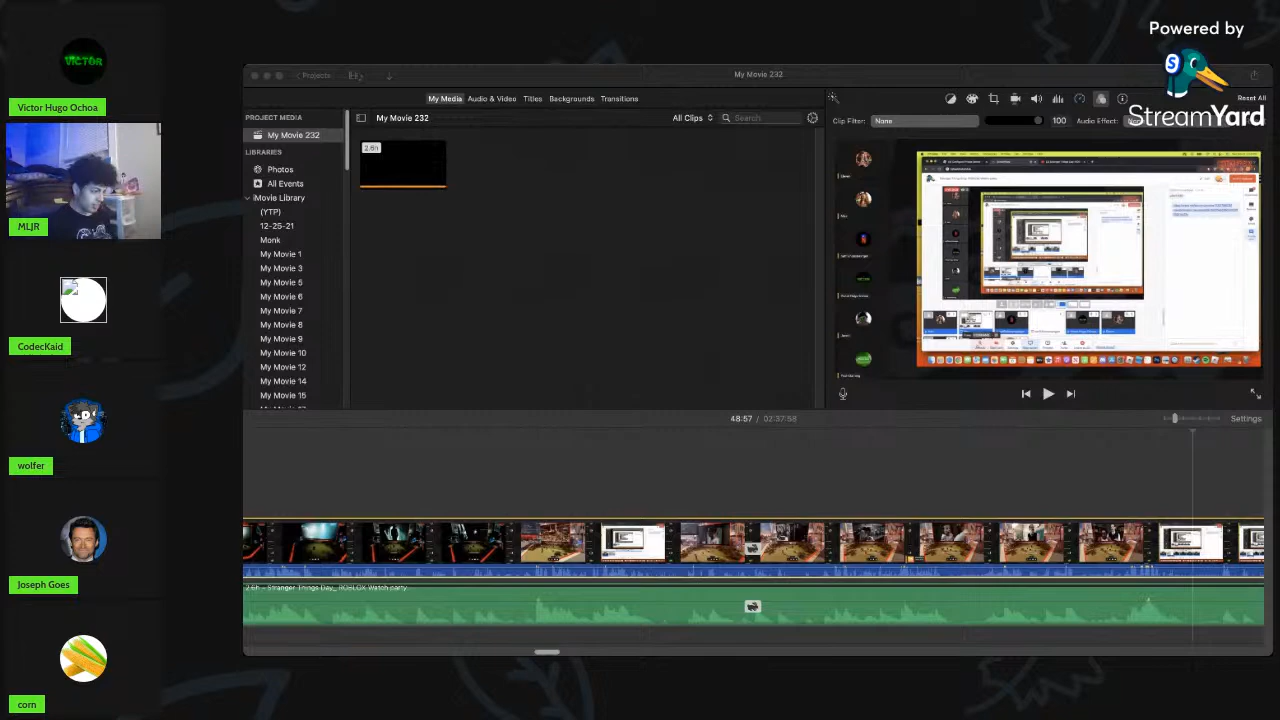 Powered by
StreamYard
VICTOR
Victor Hugo Ochoa
MLJR
CodecKaid
wolfer
Joseph Goes
corn
Projects
My Movie 232
My Media
Audio & Video
Titles
Backgrounds
Transitions
Reset All
PROJECT MEDIA
My Movie 232
LIBRARIES
Photos
All Events
iMovie Library
(YTP)
12-25-21
Monk
My Movie 1
My Movie 3
My Movie 5
My Movie 6
My Movie 7
My Movie 8
My Movie 9
My Movie 10
My Movie 12
My Movie 14
My Movie 15
My Movie 232
All Clips
Search
2.6h
Clip Filter:
None
100
Audio Effect:
48:57 / 02:37:58
Settings
2.6h – Stranger Things Day_ ROBLOX Watch party